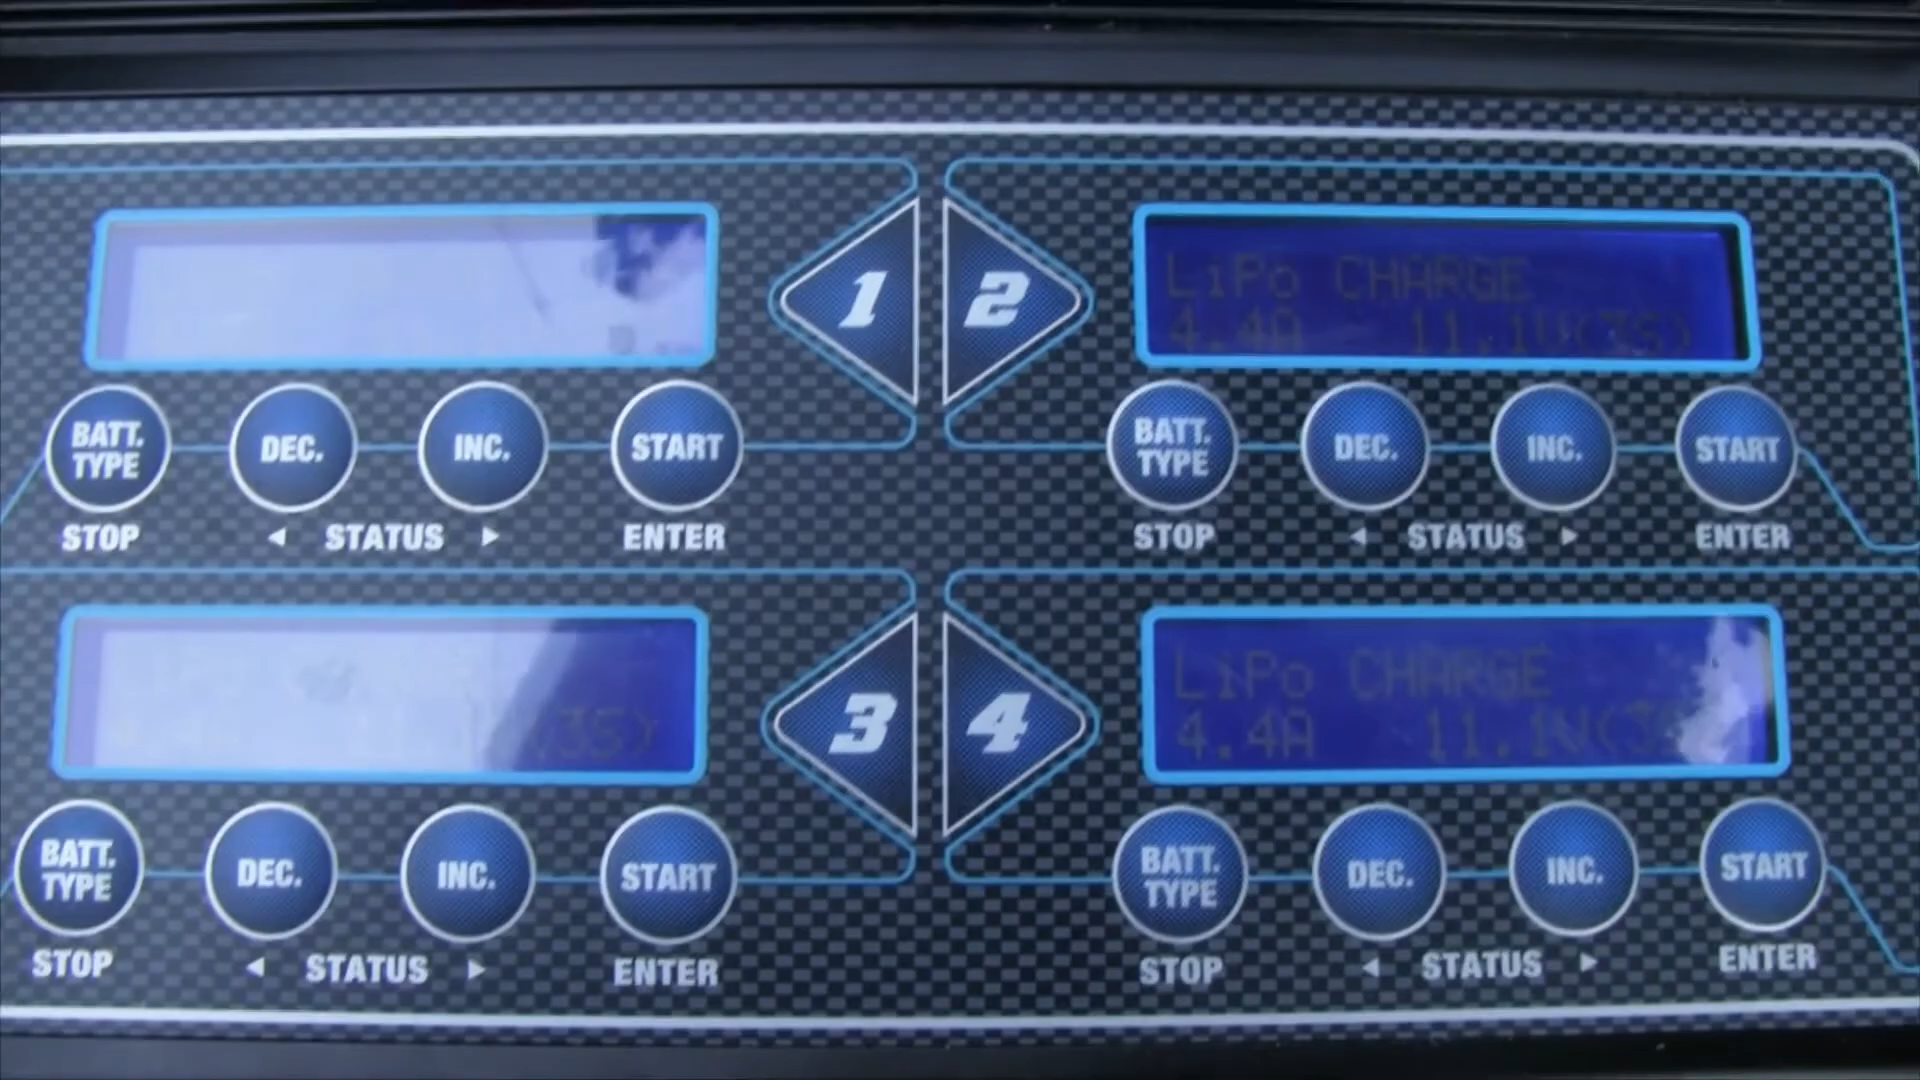 1
2
LiPo CHARGE
4.4A 11.1V(3S)
BATT. TYPE DEC. INC. START
STOP ◄ STATUS ► ENTER
BATT. TYPE DEC. INC. START
STOP ◄ STATUS ► ENTER
(3S)
3
4
LiPo CHARGE
4.4A 11.1V(3S
BATT. TYPE DEC. INC. START
STOP ◄ STATUS ► ENTER
BATT. TYPE DEC. INC. START
STOP ◄ STATUS ► ENTER